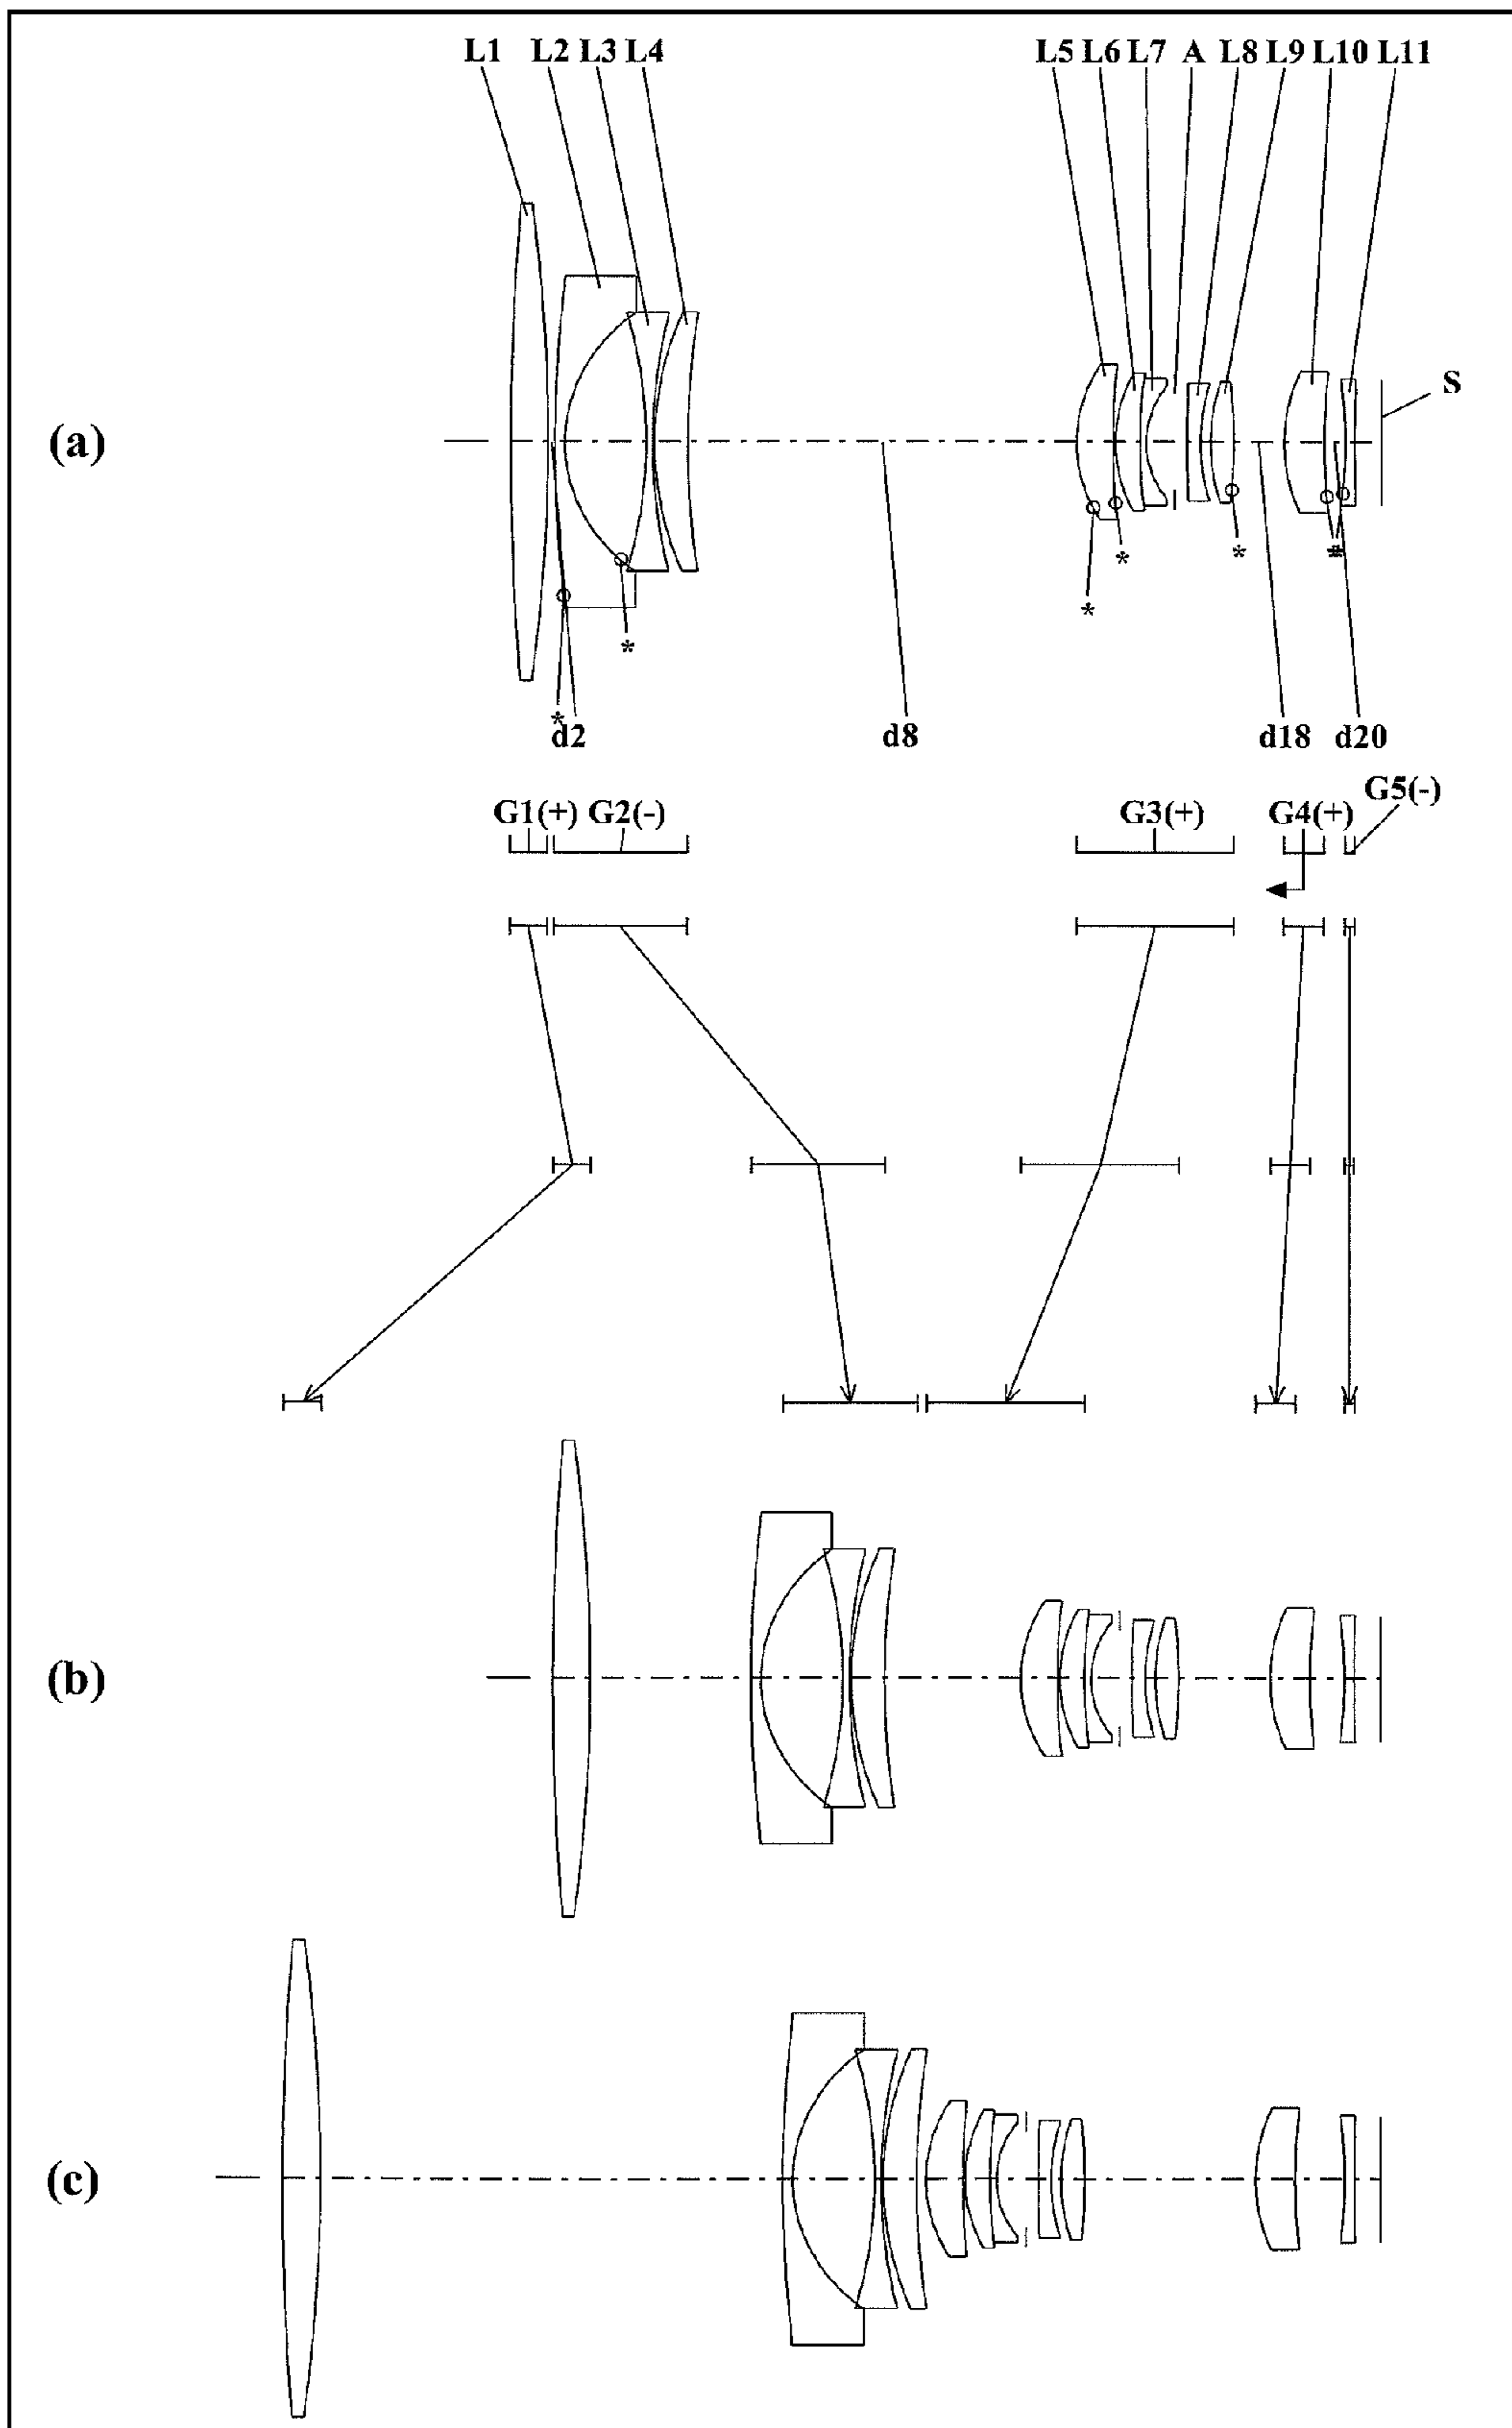 L1 L2 L3 L4 L5 L6 L7 A L8 L9 L10 L11
S
(a)
* * * *
*
*
*
d2 d8 d18 d20
G1(+) G2(-) G3(+) G4(+) G5(-)
(b)
(c)